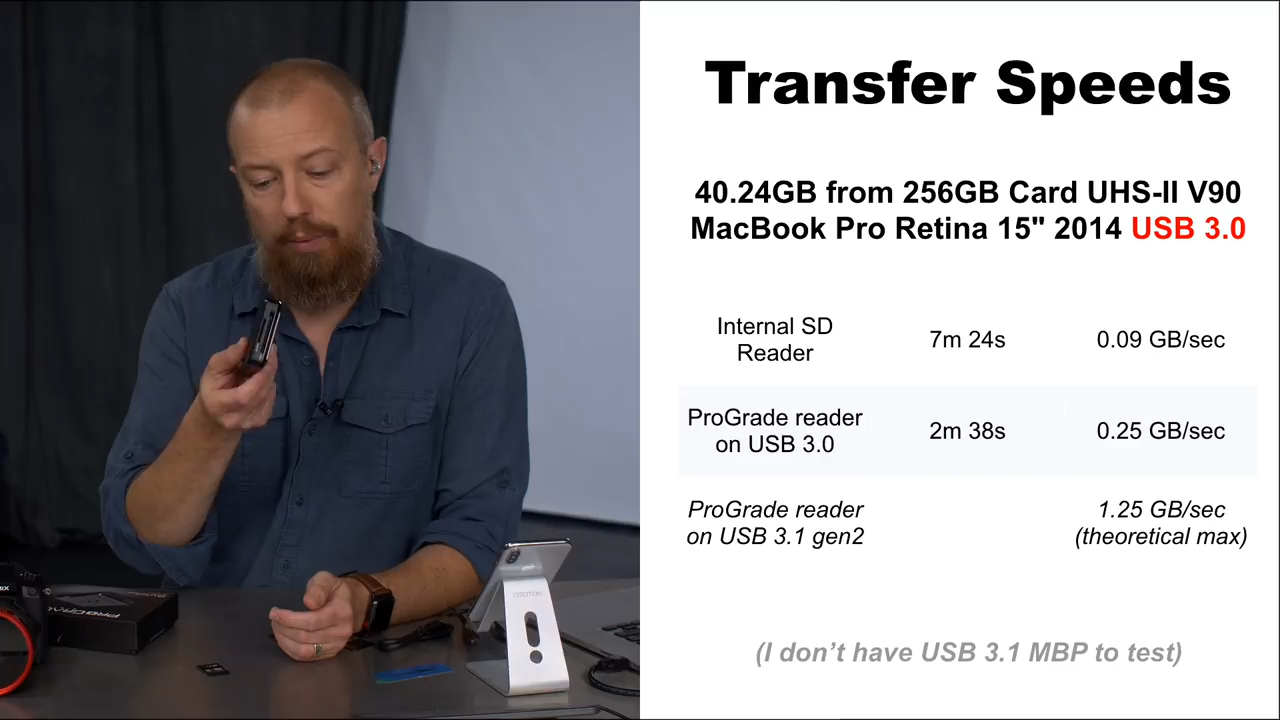 Transfer Speeds
40.24GB from 256GB Card UHS-II V90
MacBook Pro Retina 15" 2014 USB 3.0
Internal SD
Reader
7m 24s
0.09 GB/sec
ProGrade reader
on USB 3.0
2m 38s
0.25 GB/sec
ProGrade reader
on USB 3.1 gen2
1.25 GB/sec
(theoretical max)
(I don’t have USB 3.1 MBP to test)